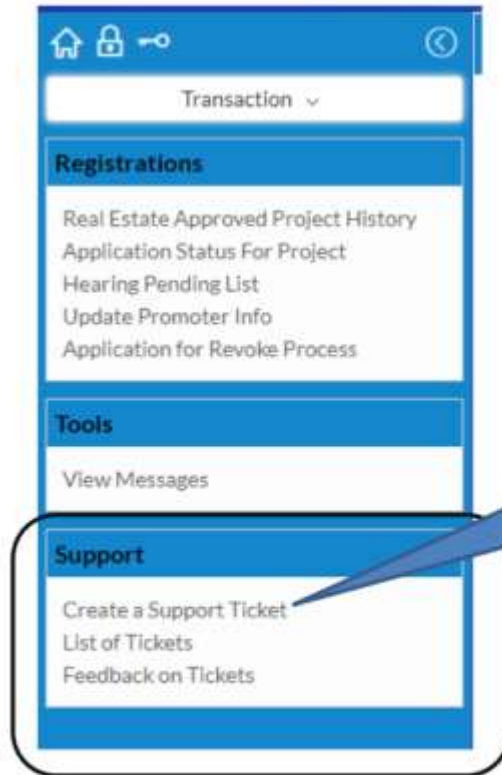 Transaction
Registrations
Real Estate Approved Project History
Application Status For Project
Hearing Pending List
Update Promoter Info
Application for Revoke Process
Tools
View Messages
Support
Create a Support Ticket
List of Tickets
Feedback on Tickets